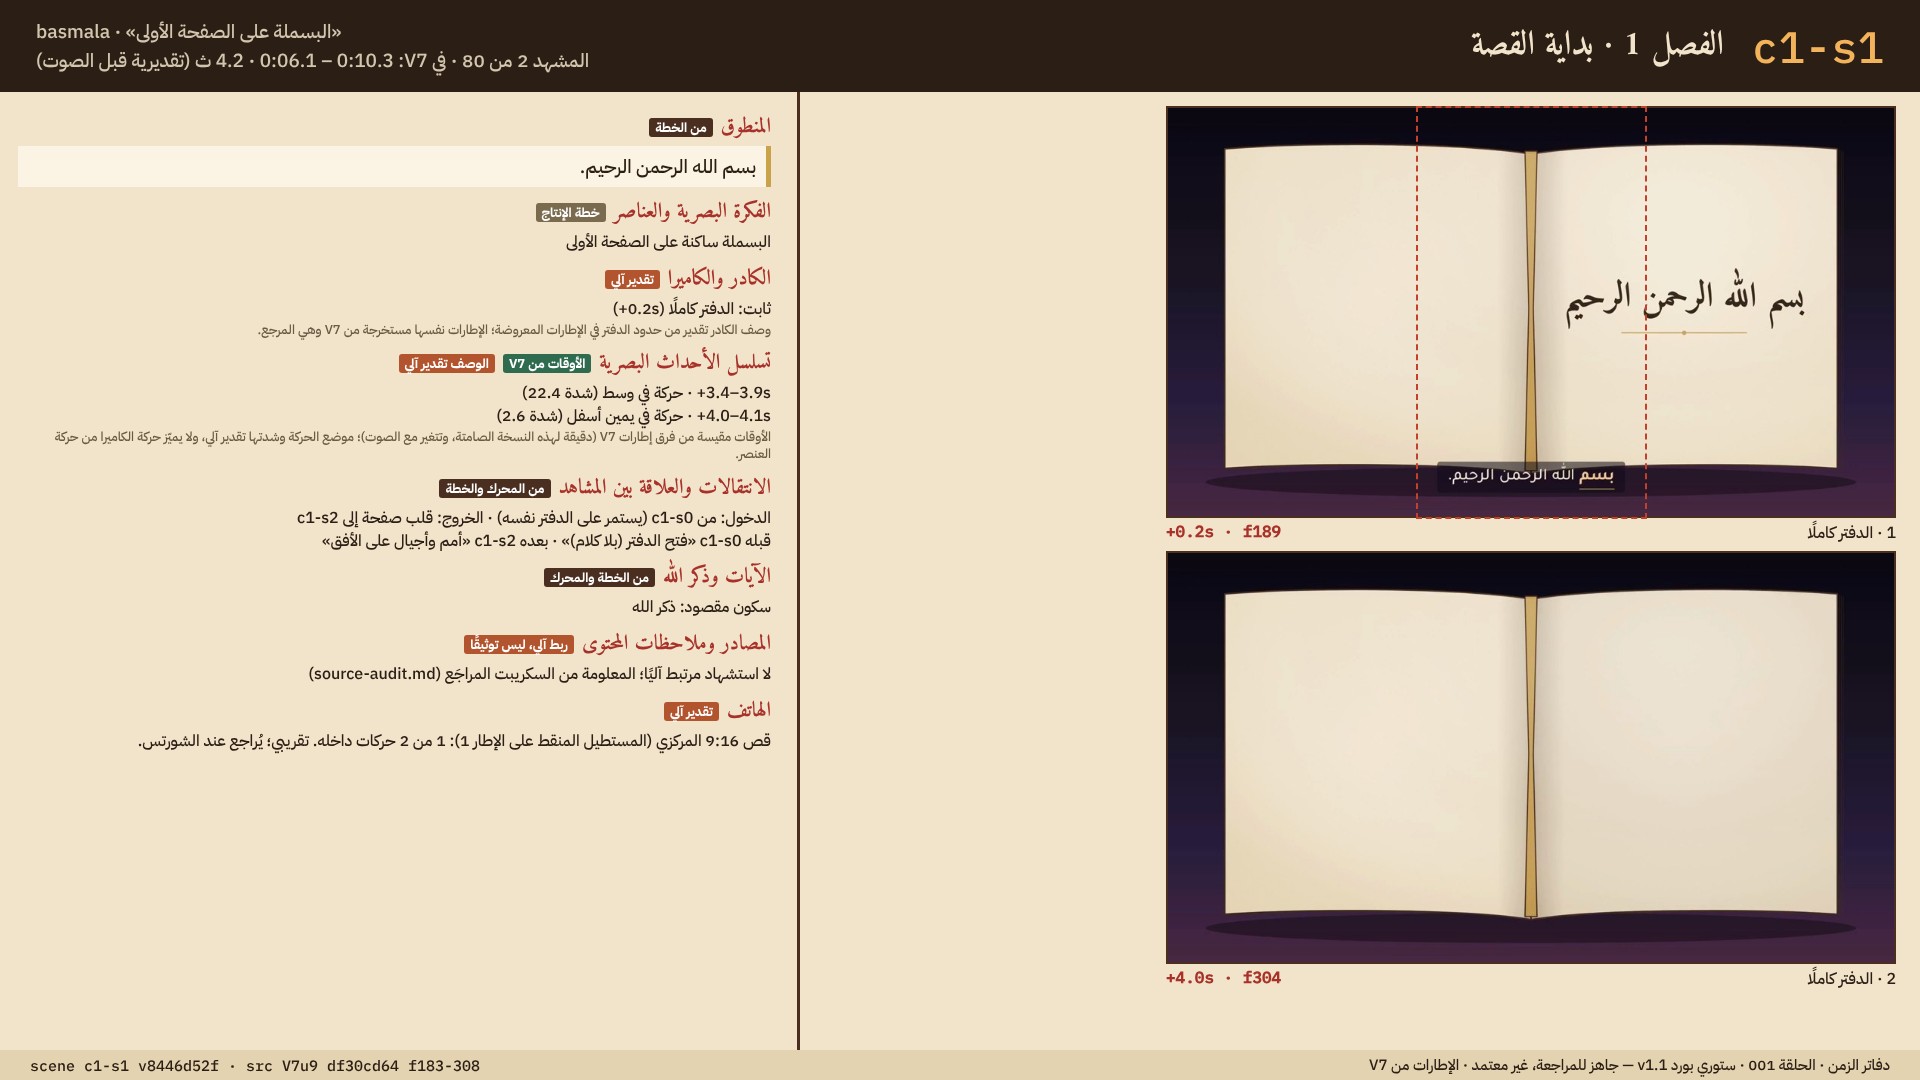 c1-s1 الفصل 1 · بداية القصة
basmala · «البسملة على الصفحة الأولى»
المشهد 2 من 80 · في V7: 0:06.1 – 0:10.3 · 4.2 ث (تقديرية قبل الصوت)
بسم الله الرحمن الرحيم
بسم الله الرحمن الرحيم.
1 · الدفتر كاملًا
+0.2s · f189
2 · الدفتر كاملًا
+4.0s · f304
المنطوق من الخطة
بسم الله الرحمن الرحيم.
الفكرة البصرية والعناصر خطة الإنتاج
البسملة ساكنة على الصفحة الأولى
الكادر والكاميرا تقدير آلي
ثابت: الدفتر كاملًا (+0.2s)
وصف الكادر تقدير من حدود الدفتر في الإطارات المعروضة؛ الإطارات نفسها مستخرجة من V7 وهي المرجع.
تسلسل الأحداث البصرية الأوقات من V7 الوصف تقدير آلي
+3.4–3.9s · حركة في وسط (شدة 22.4)
+4.0–4.1s · حركة في يمين أسفل (شدة 2.6)
الأوقات مقيسة من فرق إطارات V7 (دقيقة لهذه النسخة الصامتة، وتتغير مع الصوت)؛ موضع الحركة وشدتها تقدير آلي، ولا يميّز حركة الكاميرا من حركة
العنصر.
الانتقالات والعلاقة بين المشاهد من المحرك والخطة
الدخول: من c1-s0 (يستمر على الدفتر نفسه) · الخروج: قلب صفحة إلى c1-s2
قبله c1-s0 «فتح الدفتر (بلا كلام)» · بعده c1-s2 «أمم وأجيال على الأفق»
الآيات وذكر الله من الخطة والمحرك
سكون مقصود: ذكر الله
المصادر وملاحظات المحتوى ربط آلي، ليس توثيقًا
لا استشهاد مرتبط آليًا؛ المعلومة من السكريبت المراجَع (source-audit.md)
الهاتف تقدير آلي
قص 9:16 المركزي (المستطيل المنقط على الإطار 1): 1 من 2 حركات داخله. تقريبي؛ يُراجع عند الشورتس.
دفاتر الزمن · الحلقة 001 · ستوري بورد v1.1 — جاهز للمراجعة، غير معتمد · الإطارات من V7
scene c1-s1 v8446d52f · src V7u9 df30cd64 f183-308